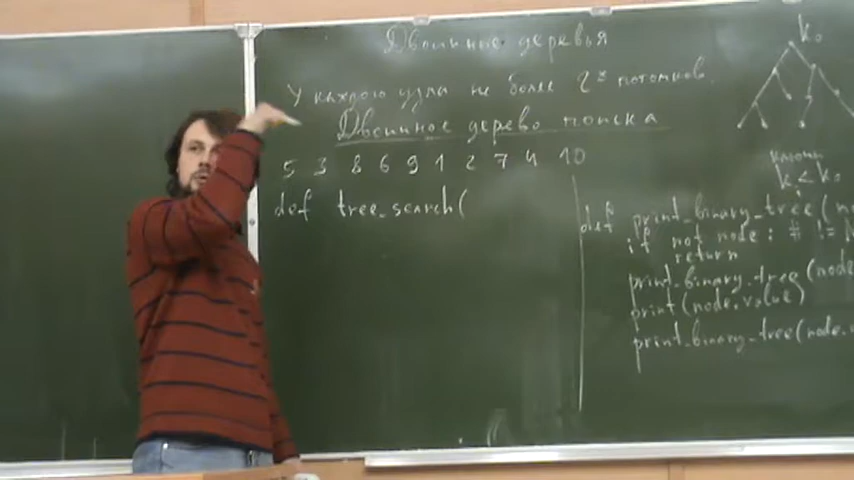 Двоичные деревья
У каждого узла не более 2х потомков.
Двоичное дерево поиска
5 3 8 6 9 1 2 7 4 10
def tree_search(
k₀
ключи
k < k₀
def print_binary_tree(no
if not node: # !=
return
print_binary_tree(node
print(node.value)
print_binary_tree(node.